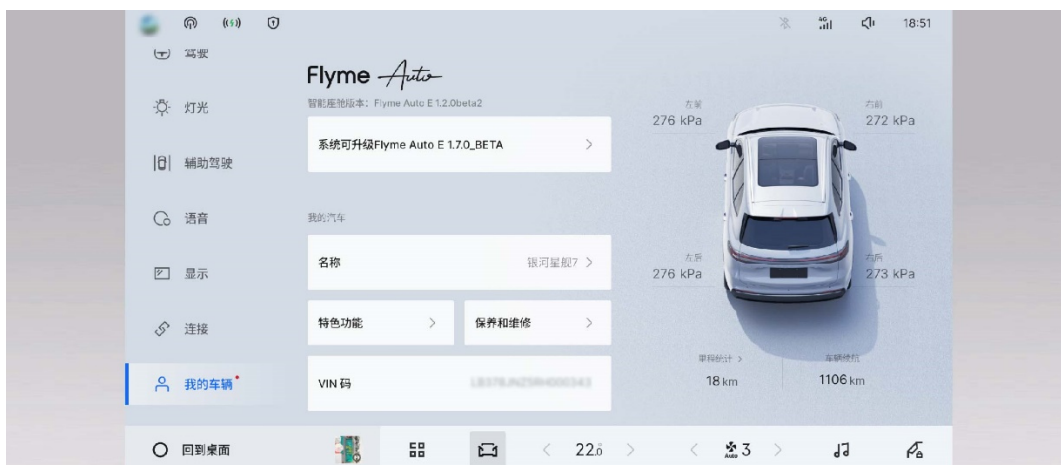 4G
18:51
驾驶
灯光
辅助驾驶
语音
显示
连接
我的车辆
Flyme Auto
智能座舱版本：Flyme Auto E 1.2.0beta2
系统可升级Flyme Auto E 1.7.0_BETA
我的汽车
名称 银河星舰7
特色功能 保养和维修
VIN 码
左前
276 kPa
右前
272 kPa
左后
276 kPa
右后
273 kPa
里程统计
18 km
车辆续航
1106 km
回到桌面
22.0
Auto
3